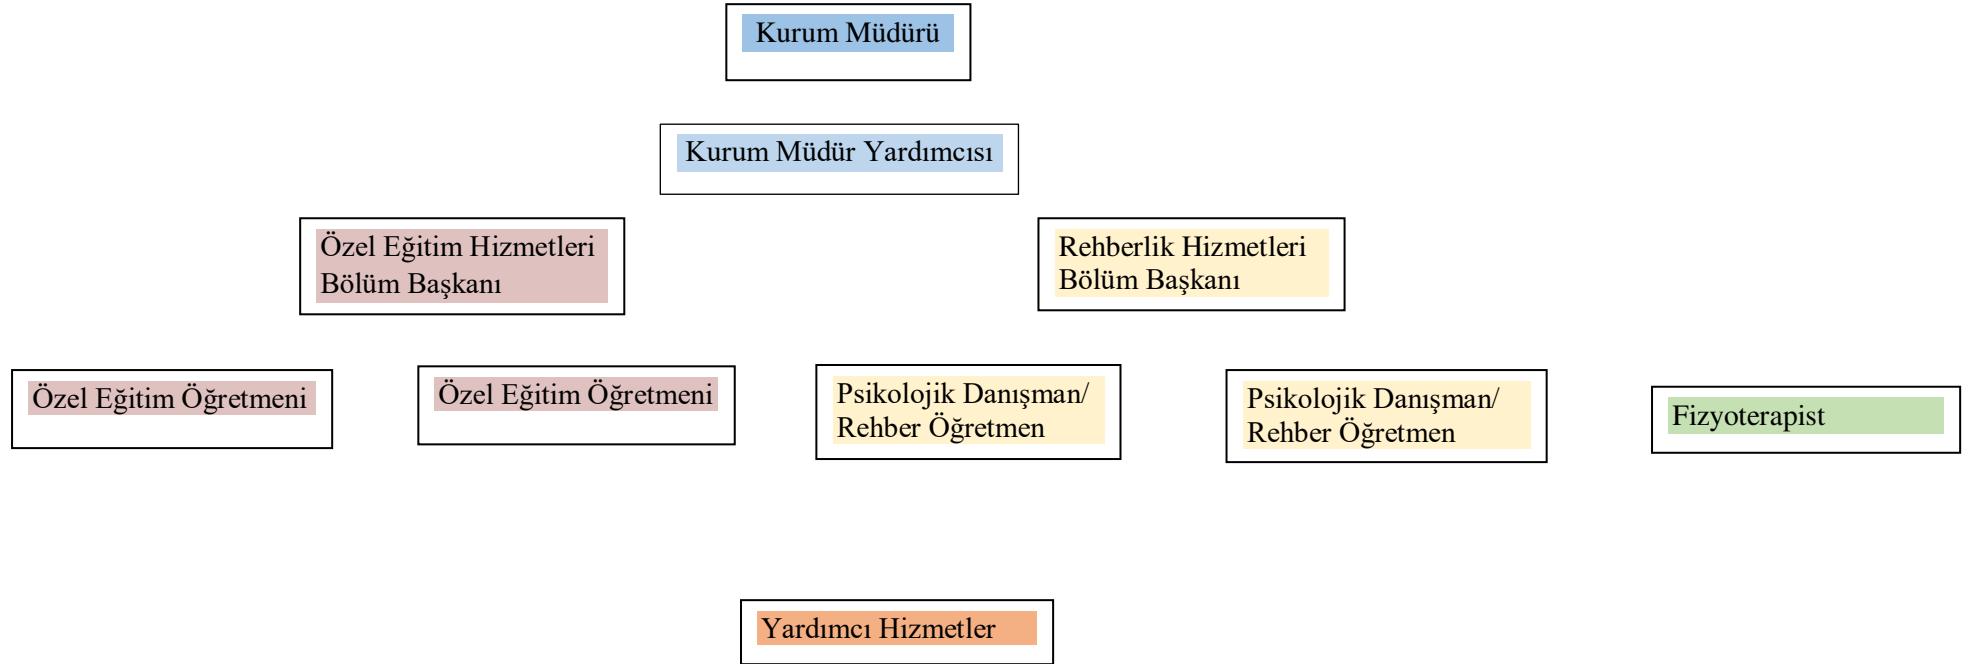 Kurum Müdürü
Kurum Müdür Yardımcısı
Özel Eğitim Hizmetleri
Bölüm Başkanı
Rehberlik Hizmetleri
Bölüm Başkanı
Özel Eğitim Öğretmeni
Özel Eğitim Öğretmeni
Psikolojik Danışman/
Rehber Öğretmen
Psikolojik Danışman/
Rehber Öğretmen
Fizyoterapist
Yardımcı Hizmetler